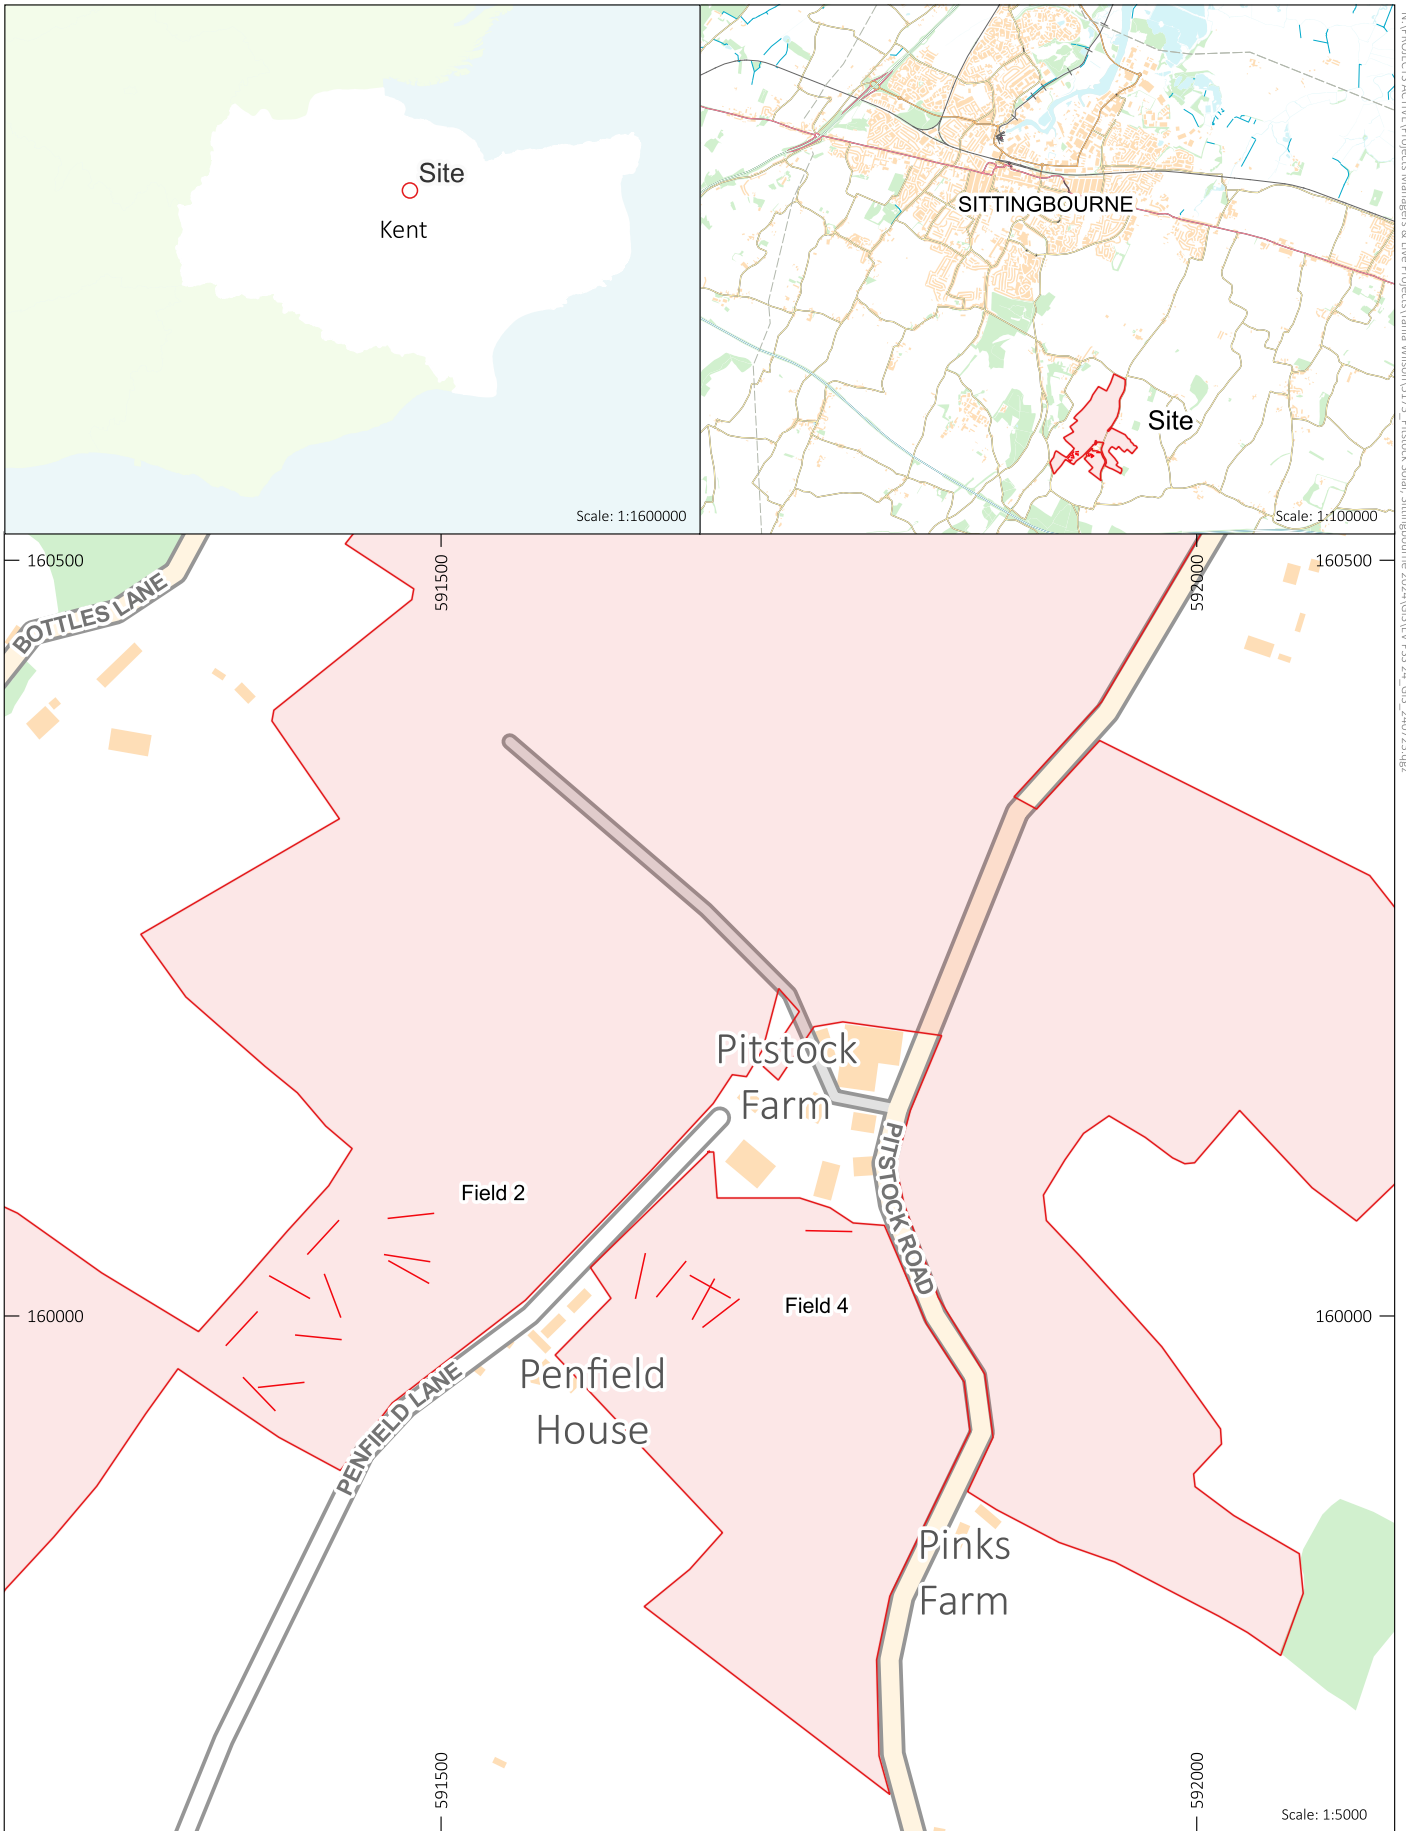 Site
Kent
Scale: 1:1600000
SITTINGBOURNE
Site
Scale: 1:100000
160500
591500
592000
160500
BOTTLES LANE
Pitstock
Farm
PITSTOCK ROAD
Field 2
160000
Field 4
160000
Penfield
House
PENFIELD LANE
Pinks
Farm
591500
592000
Scale: 1:5000